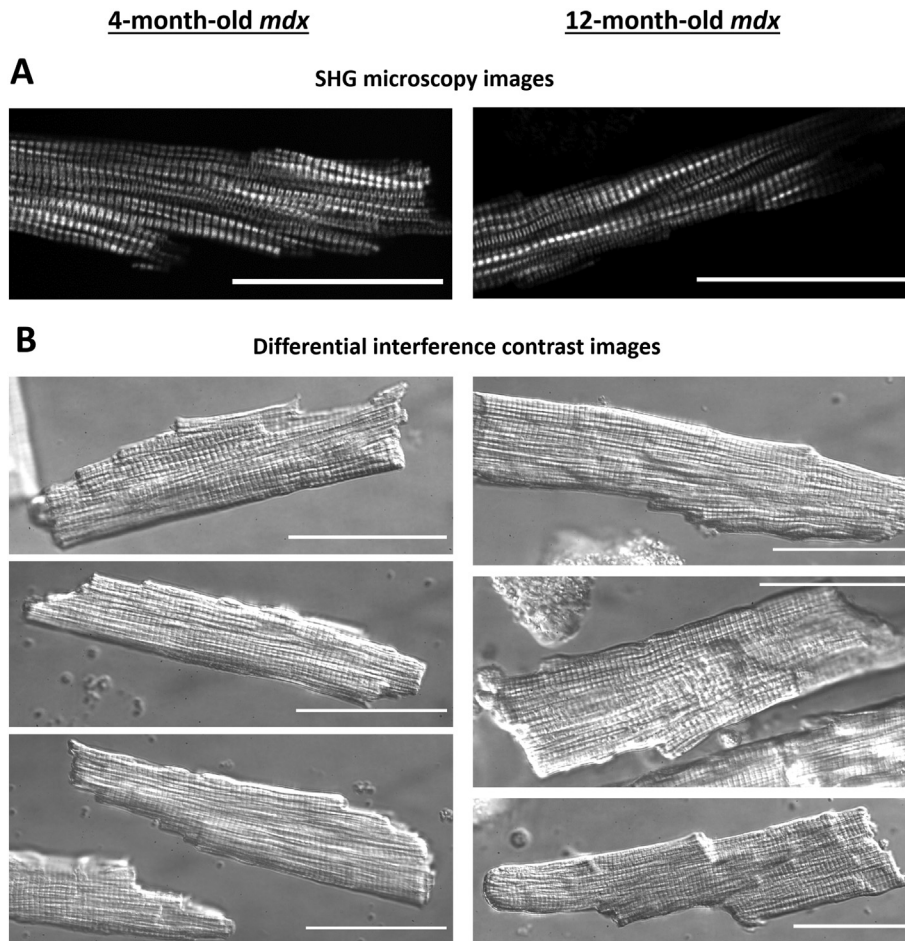 4-month-old mdx
12-month-old mdx
A
SHG microscopy images
B
Differential interference contrast images